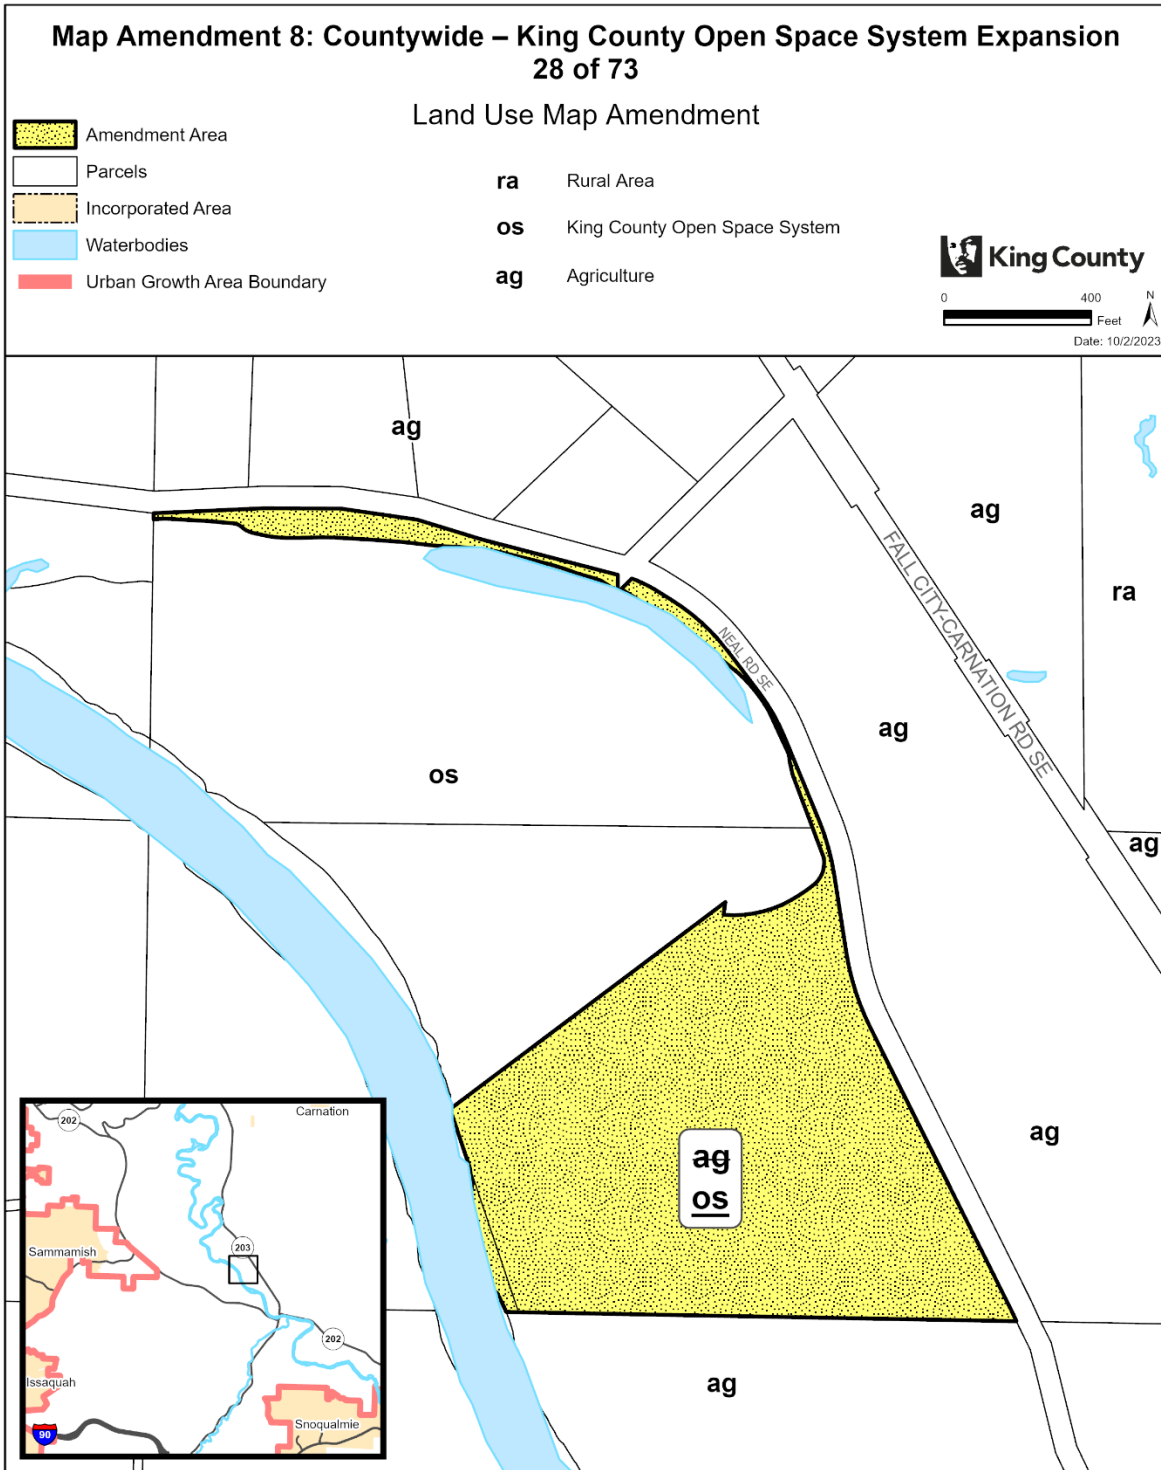 Map Amendment 8: Countywide – King County Open Space System Expansion
28 of 73
Land Use Map Amendment
Amendment Area
Parcels
Incorporated Area
Waterbodies
Urban Growth Area Boundary
ra Rural Area
os King County Open Space System
ag Agriculture
King County
0 400
Feet
N
Date: 10/2/2023
ag
ag
FALL CITY-CARNATION RD SE
ra
NEAL RD SE
ag
os
ag
ag
ag
os
ag
Carnation
202
Sammamish
203
202
Issaquah
Snoqualmie
90